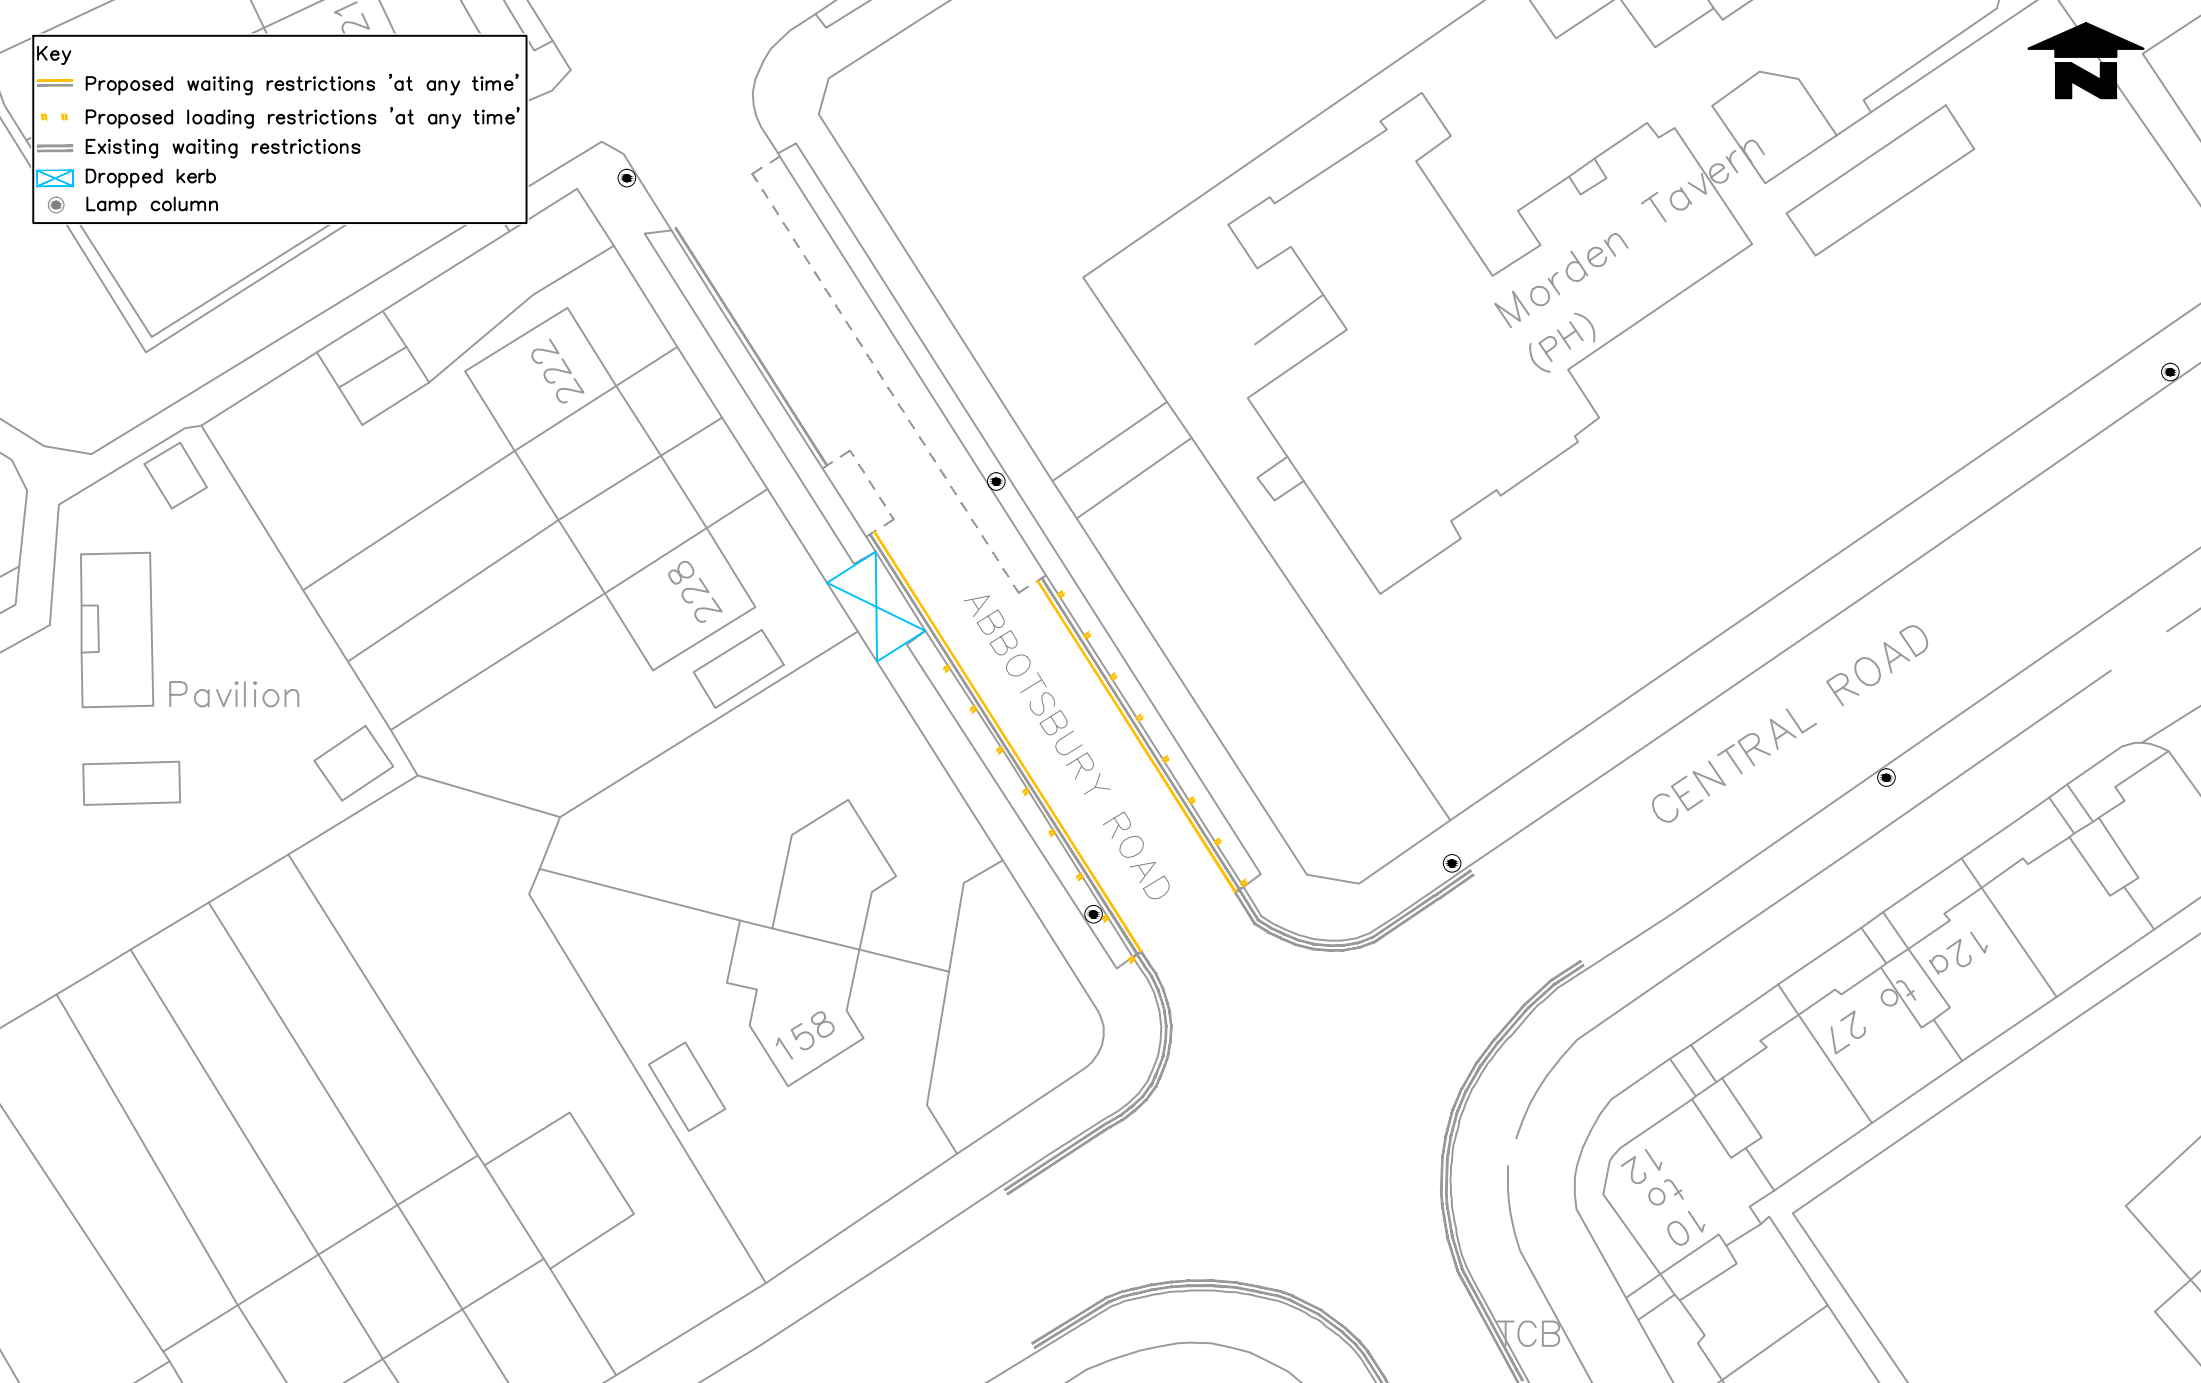 21
Key
Proposed waiting restrictions 'at any time'
Proposed loading restrictions 'at any time'
Existing waiting restrictions
Dropped kerb
Lamp column
N
Morden Tavern
(PH)
222
228
Pavilion
ABBOTSBURY ROAD
CENTRAL ROAD
158
12a to 27
10 to 12
TCB